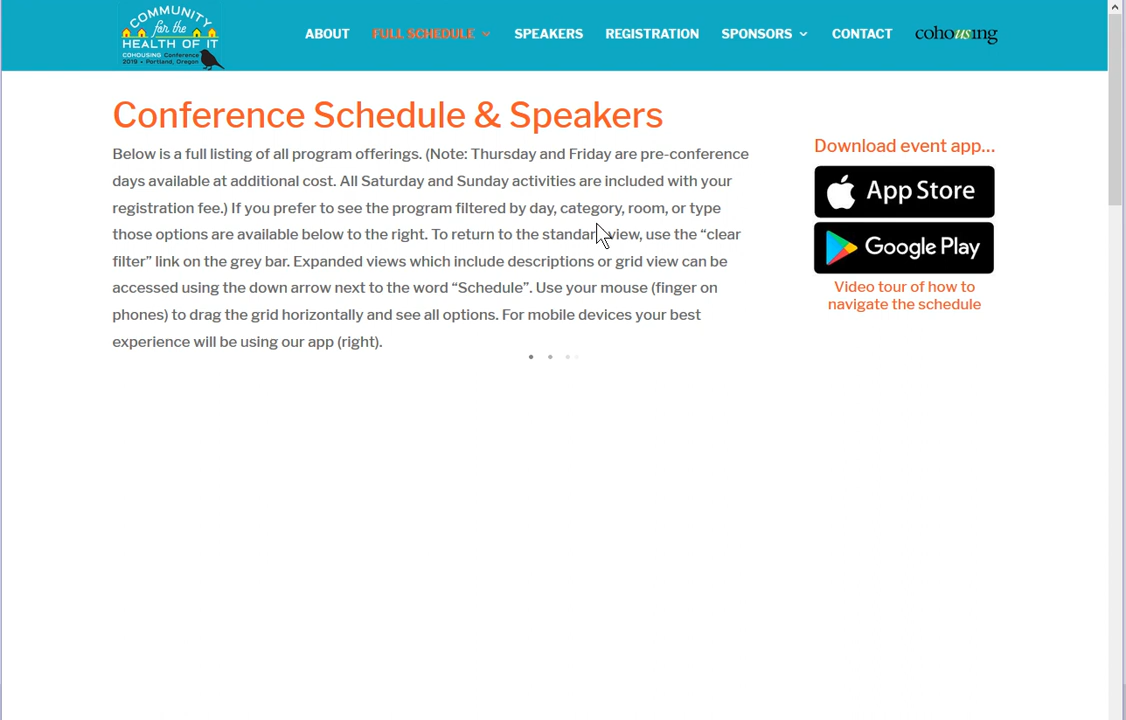 COMMUNITY
for the
HEALTH OF IT
COHOUSING Conference
2019 • Portland, Oregon
ABOUT
FULL SCHEDULE
SPEAKERS
REGISTRATION
SPONSORS
CONTACT
cohousing
Conference Schedule & Speakers
Below is a full listing of all program offerings. (Note: Thursday and Friday are pre-conference
days available at additional cost. All Saturday and Sunday activities are included with your
registration fee.) If you prefer to see the program filtered by day, category, room, or type
those options are available below to the right. To return to the standard view, use the “clear
filter” link on the grey bar. Expanded views which include descriptions or grid view can be
accessed using the down arrow next to the word “Schedule”. Use your mouse (finger on
phones) to drag the grid horizontally and see all options. For mobile devices your best
experience will be using our app (right).
Download event app...
App Store
Google Play
Video tour of how to
navigate the schedule